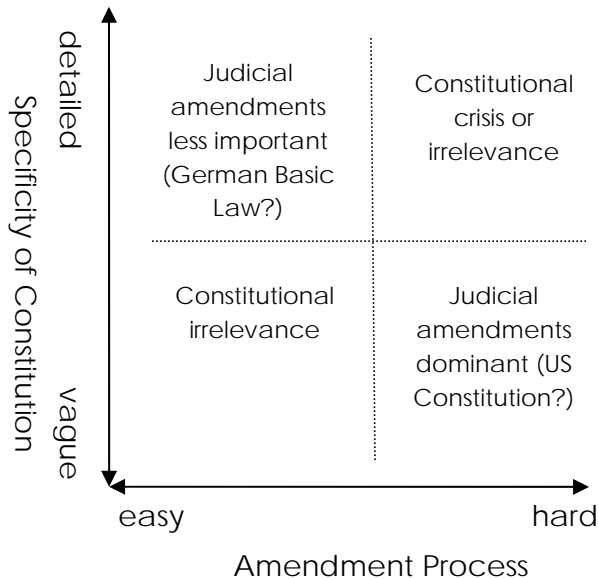 detailed
Specificity of Constitution
vague
Judicial
amendments
less important
(German Basic
Law?)
Constitutional
crisis or
irrelevance
Constitutional
irrelevance
Judicial
amendments
dominant (US
Constitution?)
easy
hard
Amendment Process